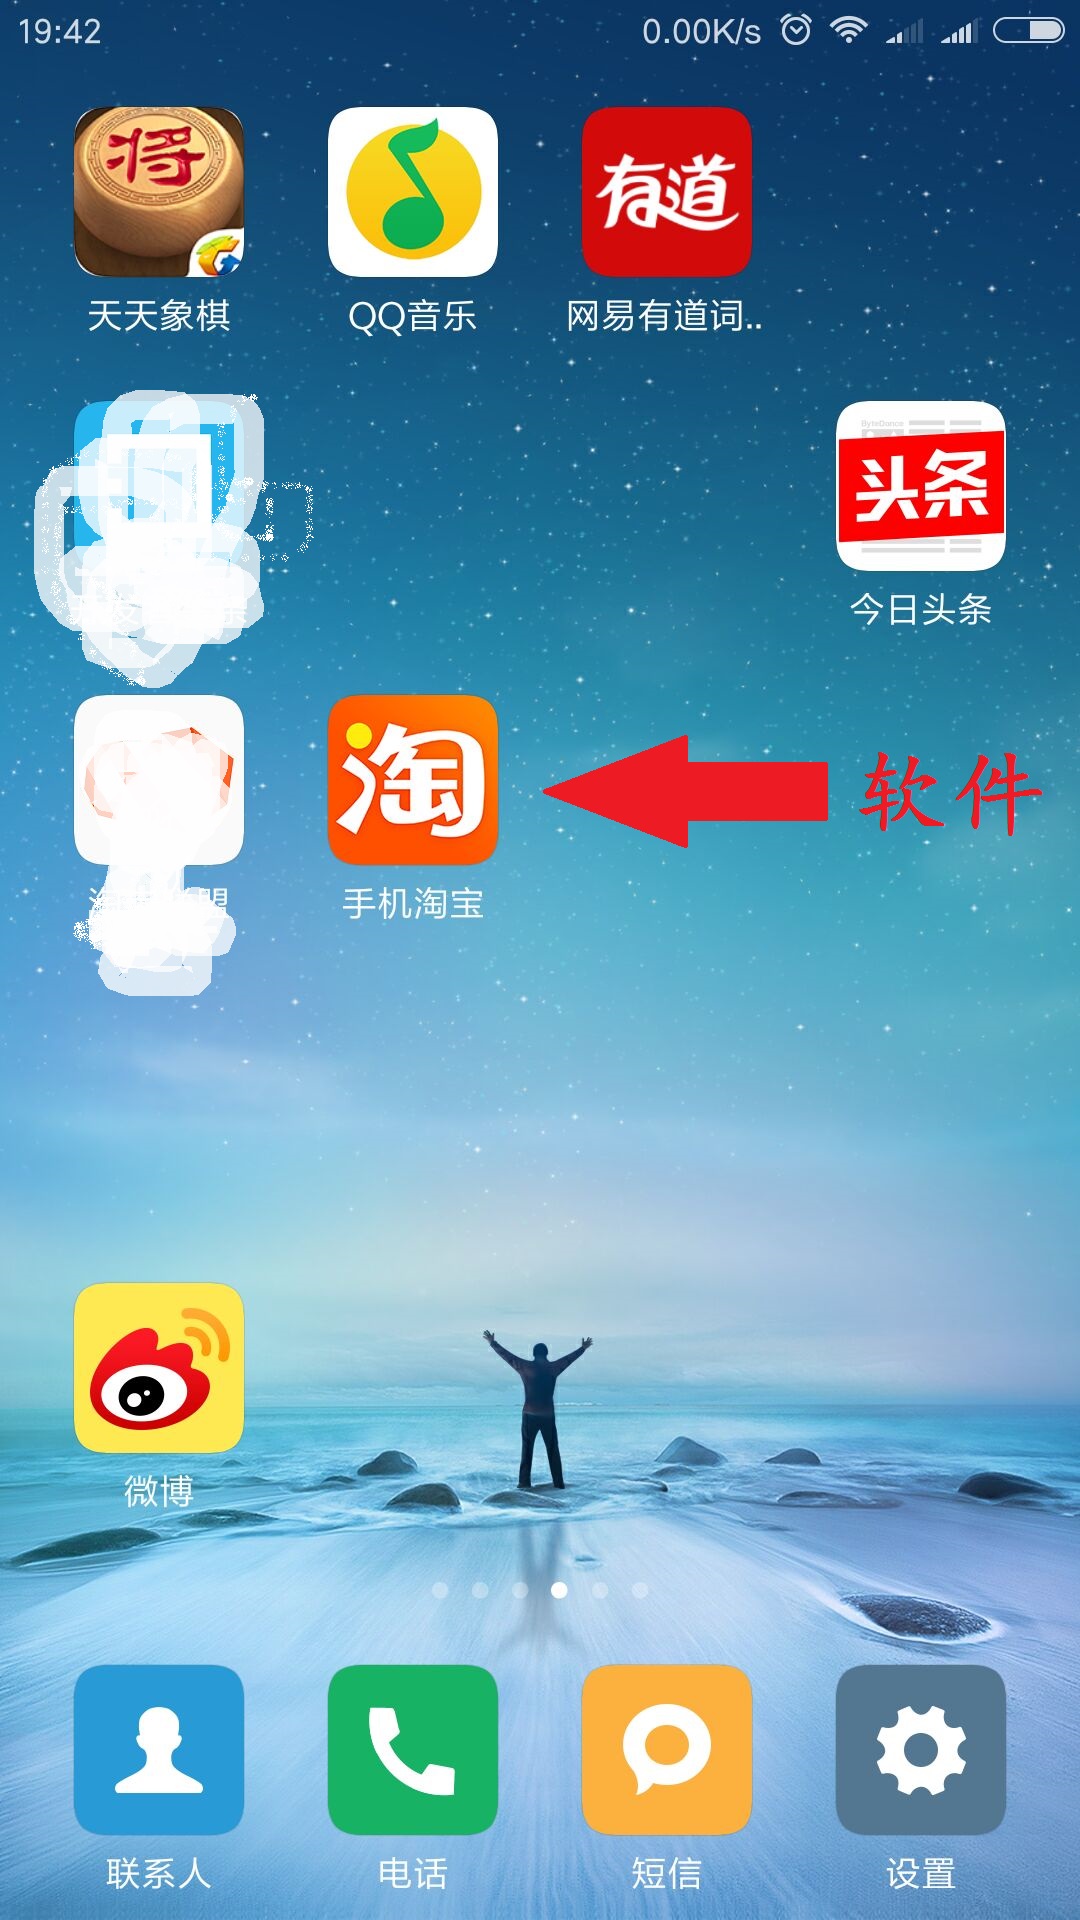 19:42
0.00K/s
将
有道
天天象棋
QQ音乐
网易有道词..
ByteDance
头条
今日头条
淘
软件
手机淘宝
微博
联系人
电话
短信
设置